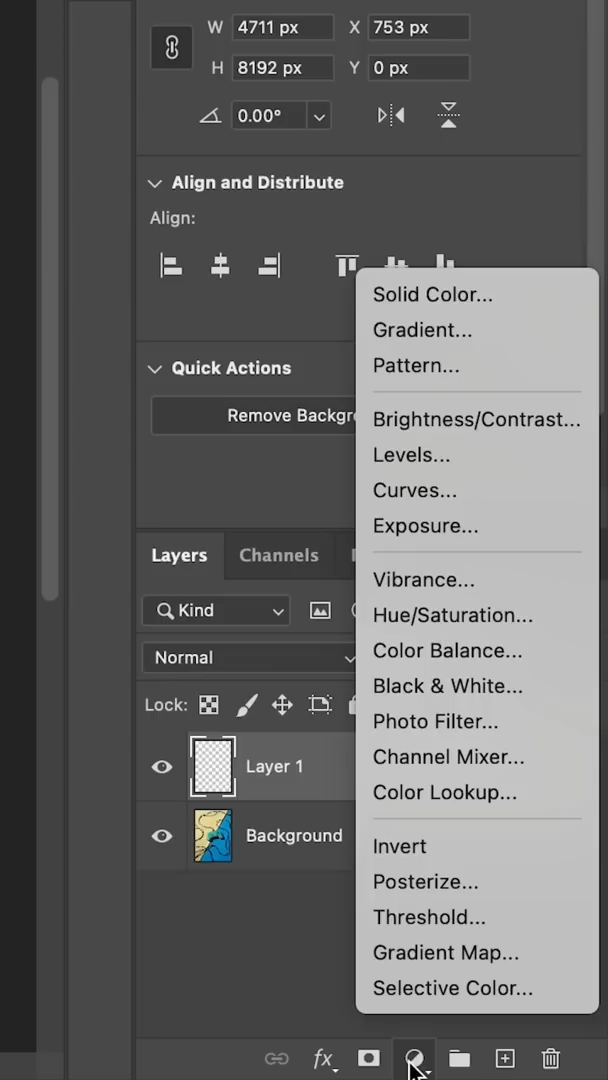 W 4711 px X 753 px
H 8192 px Y 0 px
0.00°
Align and Distribute
Align:
Quick Actions
Remove Backgro
Layers Channels
Kind
Normal
Lock:
Layer 1
Background
fx
Solid Color...
Gradient...
Pattern...
Brightness/Contrast...
Levels...
Curves...
Exposure...
Vibrance...
Hue/Saturation...
Color Balance...
Black & White...
Photo Filter...
Channel Mixer...
Color Lookup...
Invert
Posterize...
Threshold...
Gradient Map...
Selective Color...